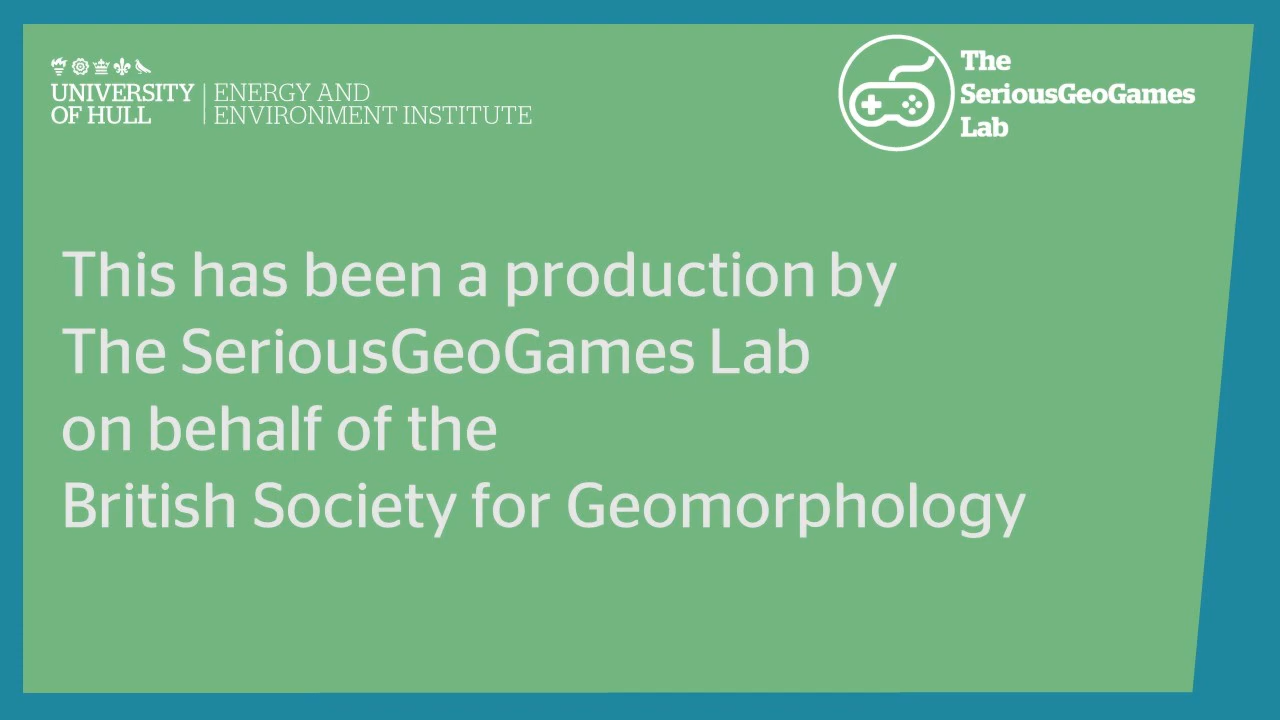 UNIVERSITY
OF HULL
ENERGY AND
ENVIRONMENT INSTITUTE
The
SeriousGeoGames
Lab
This has been a production by
The SeriousGeoGames Lab
on behalf of the
British Society for Geomorphology